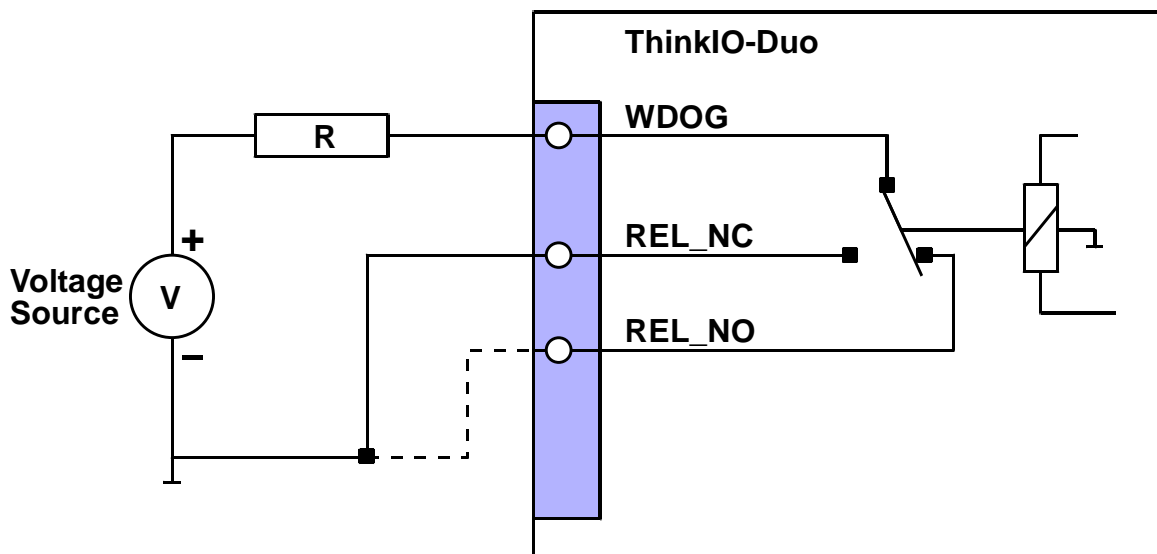 ThinkIO-Duo
WDOG
R
REL_NC
+
Voltage
Source
V
REL_NO
–